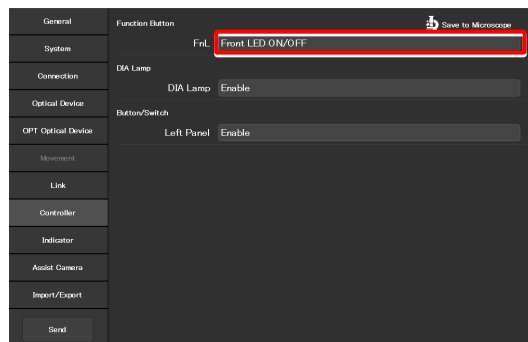 General
System
Connection
Optical Device
OPT Optical Device
Movement
Link
Controller
Indicator
Assist Camera
Import/Export
Send
Function Button
Save to Microscope
FnL Front LED ON/OFF
DIA Lamp
DIA Lamp Enable
Button/Switch
Left Panel Enable